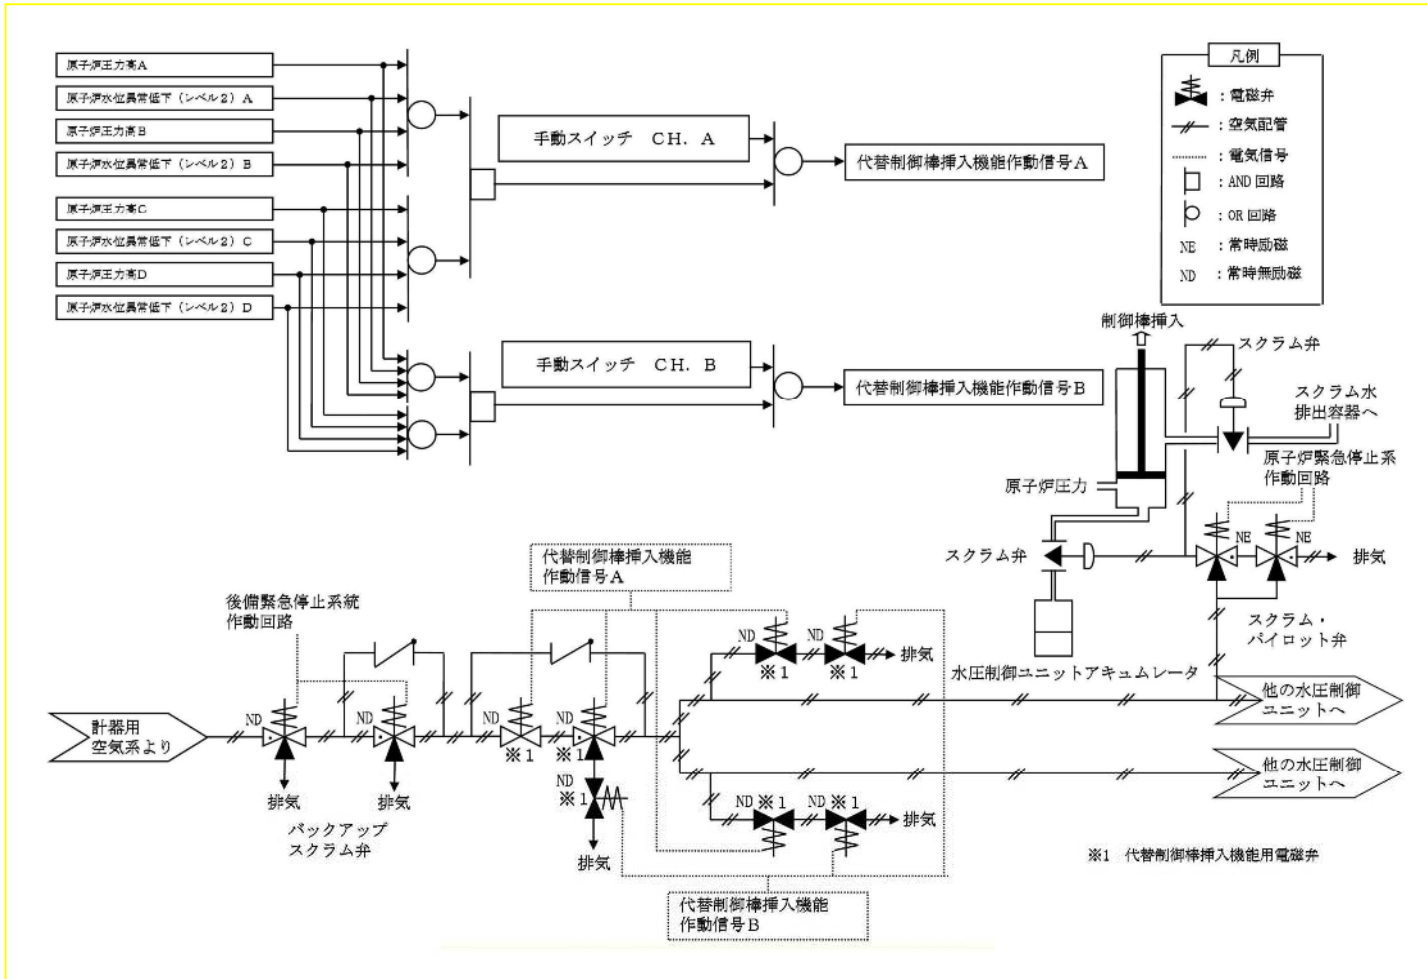 原子炉圧力高A
原子炉水位異常低下（レベル2）A
原子炉圧力高B
原子炉水位異常低下（レベル2）B
原子炉圧力高C
原子炉水位異常低下（レベル2）C
原子炉圧力高D
原子炉水位異常低下（レベル2）D
手動スイッチ　CH．A
代替制御棒挿入機能作動信号A
手動スイッチ　CH．B
代替制御棒挿入機能作動信号B
凡例
：電磁弁
：空気配管
：電気信号
：AND 回路
：OR 回路
NE ：常時励磁
ND ：常時無励磁
制御棒挿入
スクラム弁
スクラム水
排出容器へ
原子炉緊急停止系
作動回路
原子炉圧力
スクラム弁
NE
NE
排気
スクラム・
パイロット弁
水圧制御ユニットアキュムレータ
代替制御棒挿入機能
作動信号A
後備緊急停止系統
作動回路
計器用
空気系より
ND
ND
排気
排気
バックアップ
スクラム弁
ND
※1
ND
※1
ND
※1
排気
ND
※1
ND
※1
排気
ND ※1
ND ※1
排気
他の水圧制御
ユニットへ
他の水圧制御
ユニットへ
代替制御棒挿入機能
作動信号B
※1　代替制御棒挿入機能用電磁弁